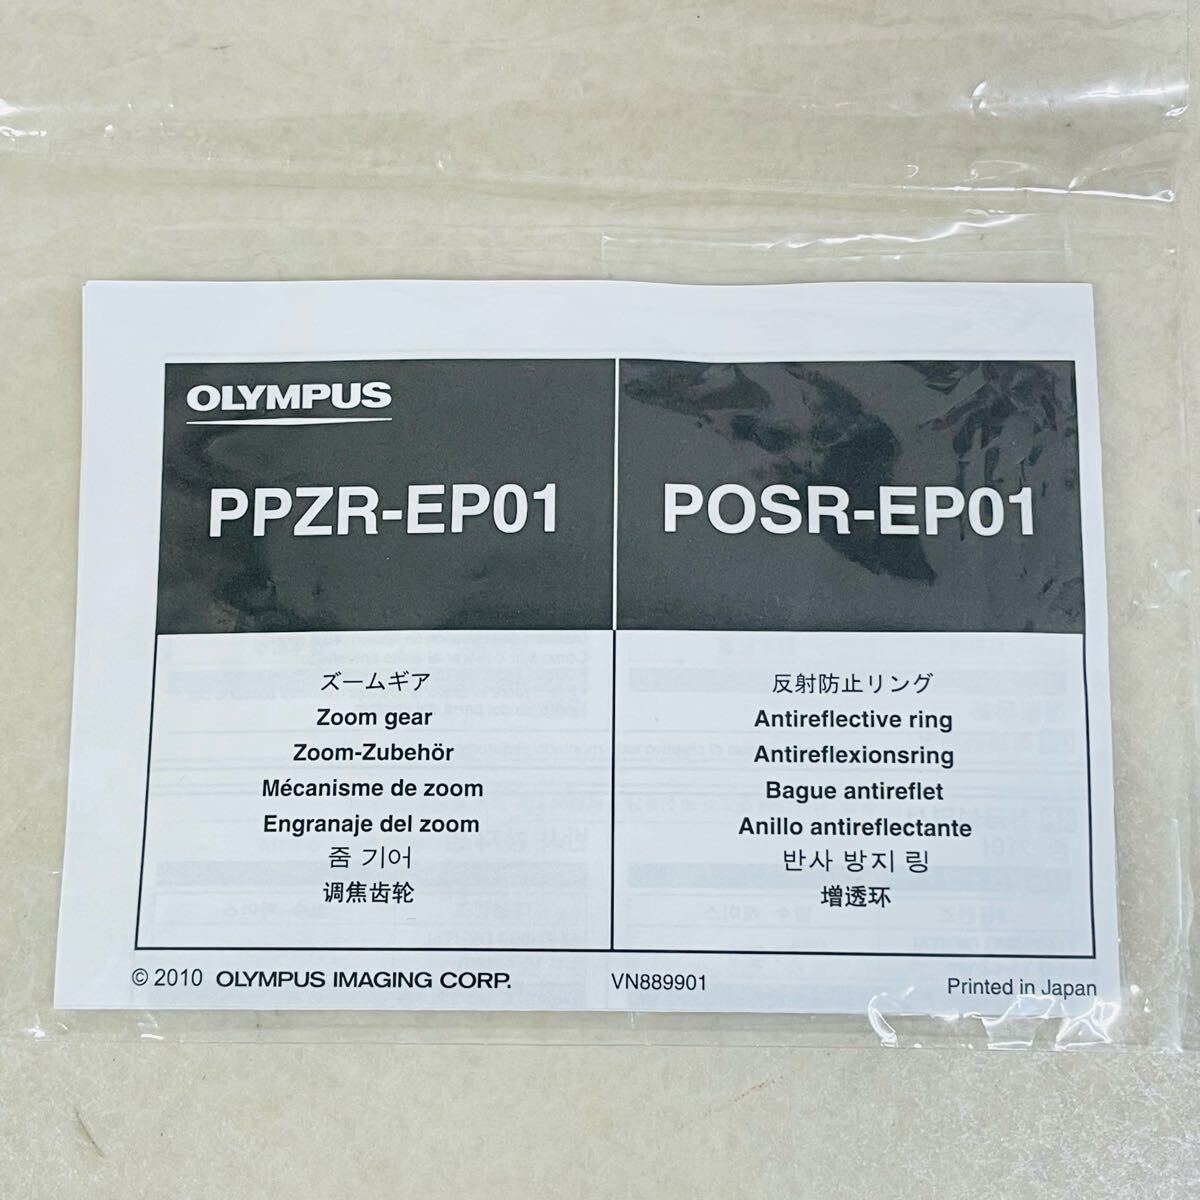 OLYMPUS
PPZR-EP01
POSR-EP01
ズームギア
Zoom gear
Zoom-Zubehör
Mécanisme de zoom
Engranaje del zoom
줌 기어
调焦齿轮
反射防止リング
Antireflective ring
Antireflexionsring
Bague antireflet
Anillo antireflectante
반사 방지 링
增透环
© 2010 OLYMPUS IMAGING CORP.
VN889901
Printed in Japan